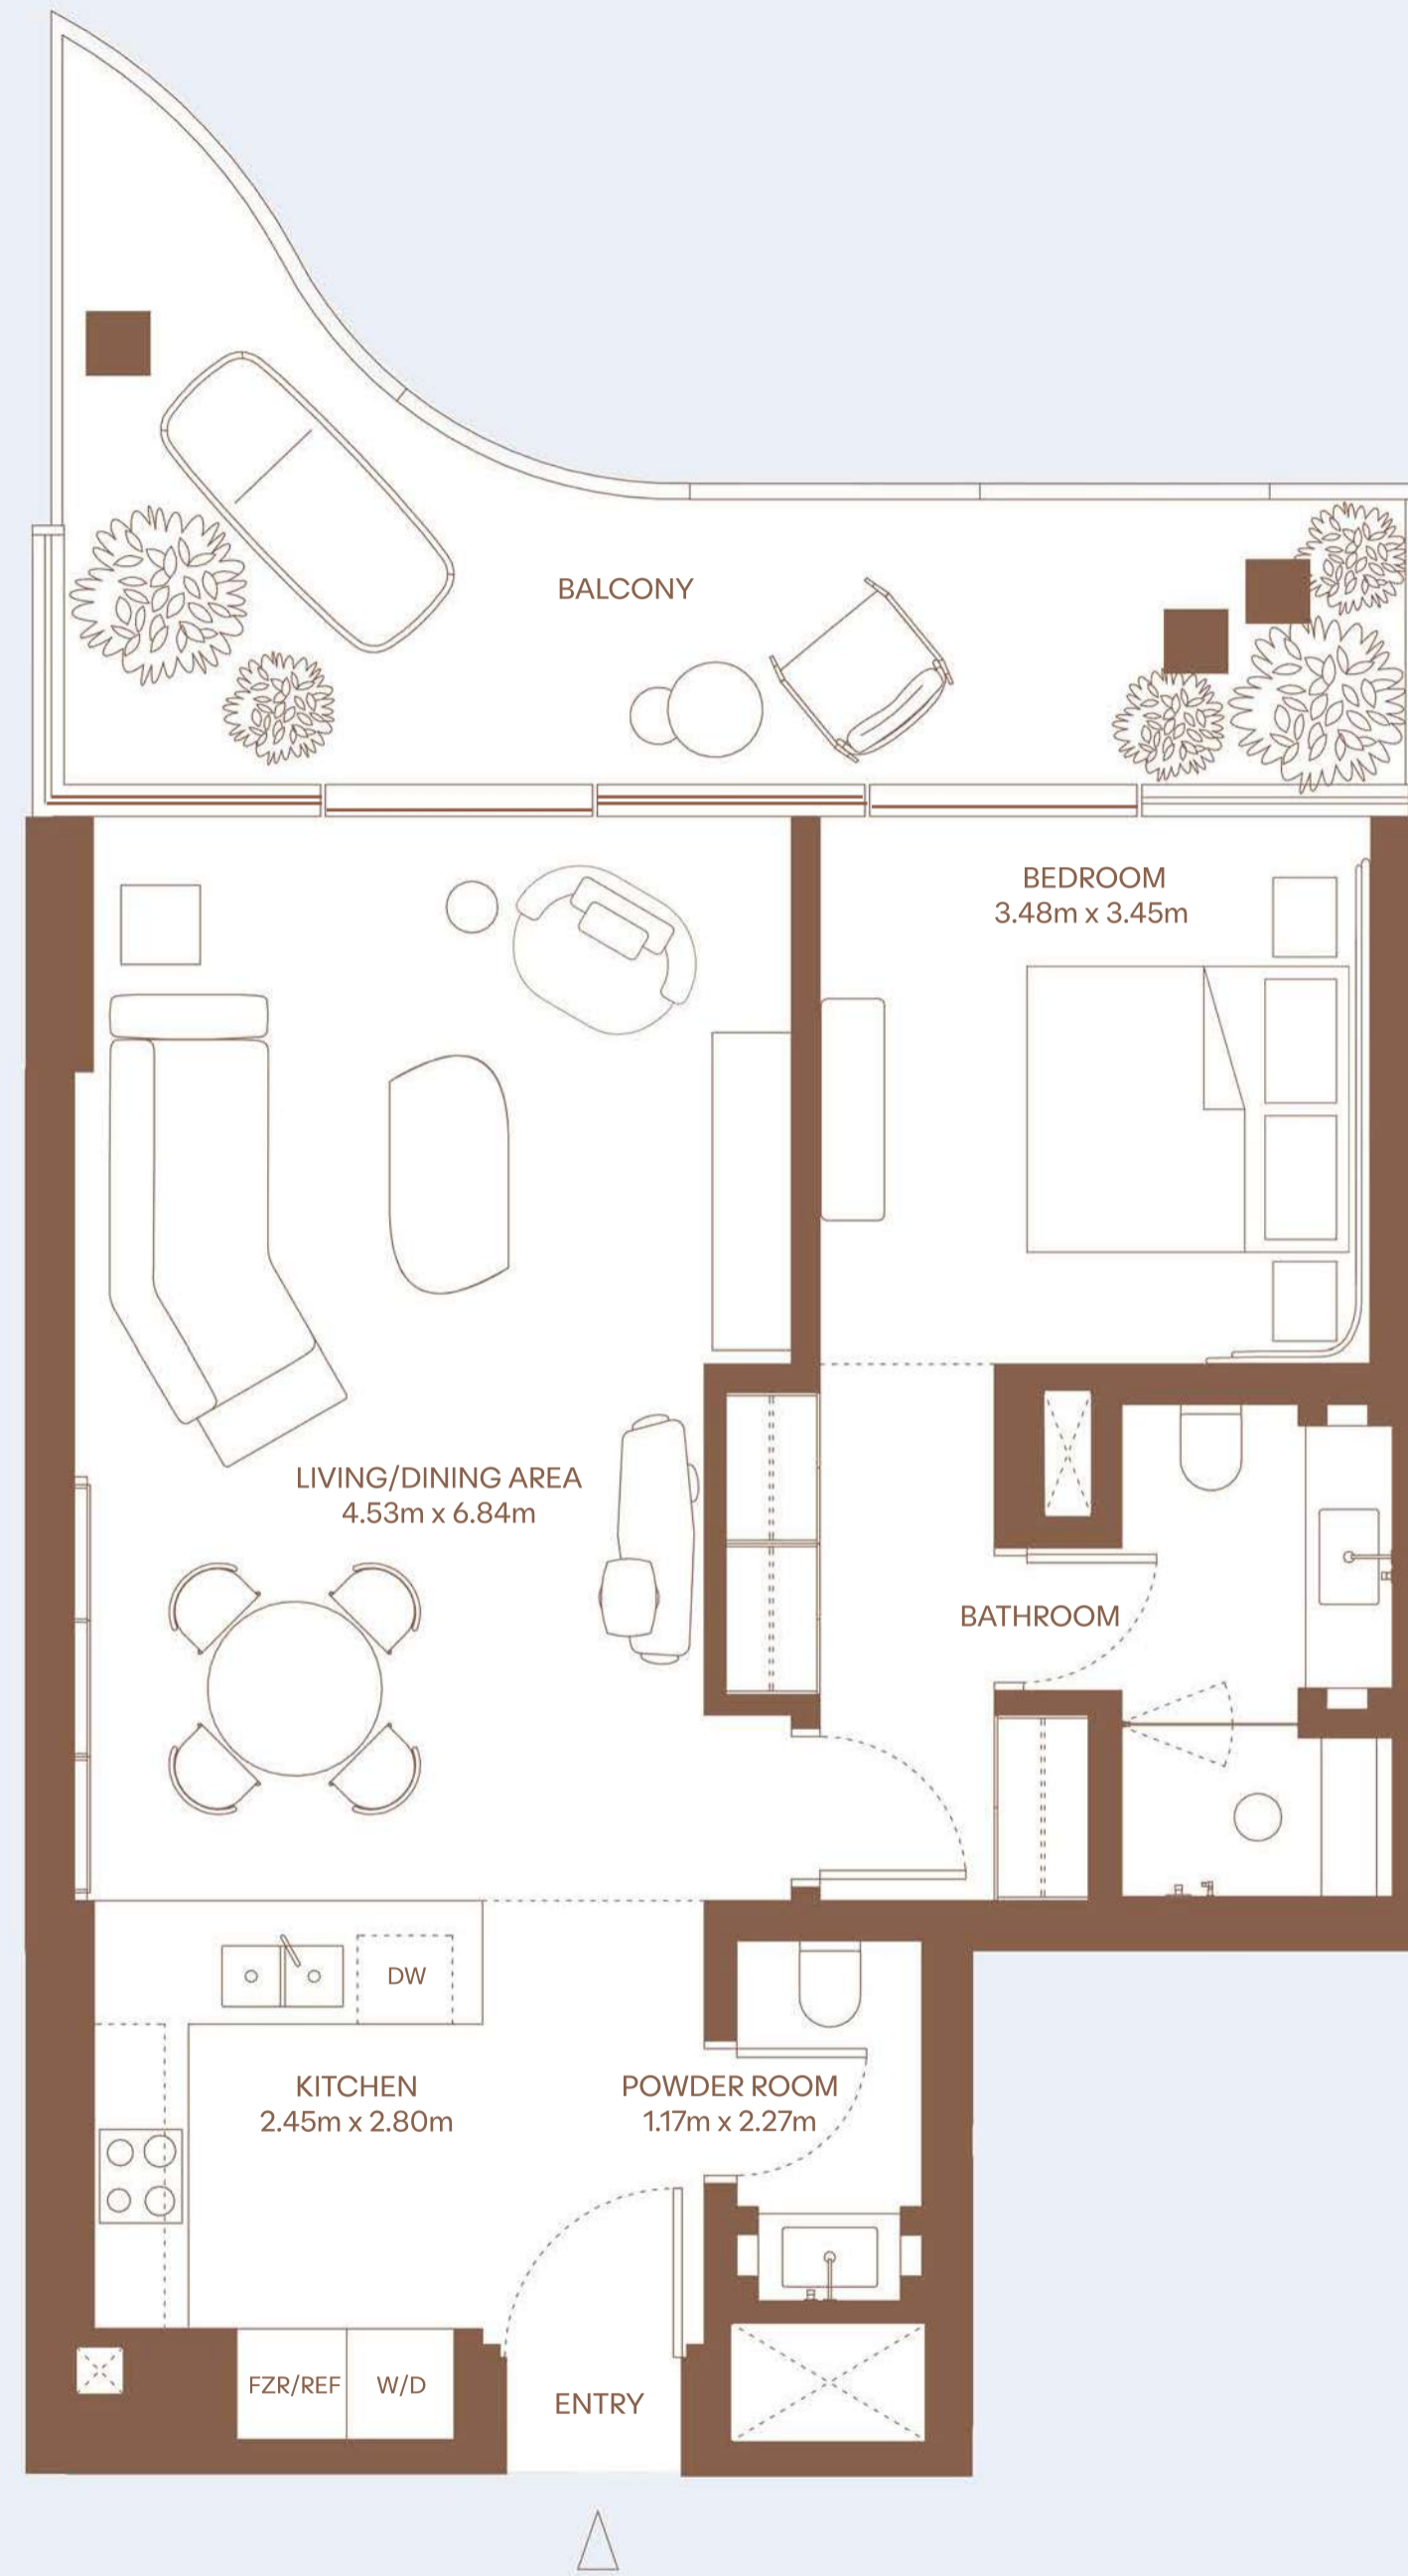 BALCONY
BEDROOM
3.48m x 3.45m
LIVING/DINING AREA
4.53m x 6.84m
BATHROOM
DW
KITCHEN
2.45m x 2.80m
POWDER ROOM
1.17m x 2.27m
FZR/REF
W/D
ENTRY